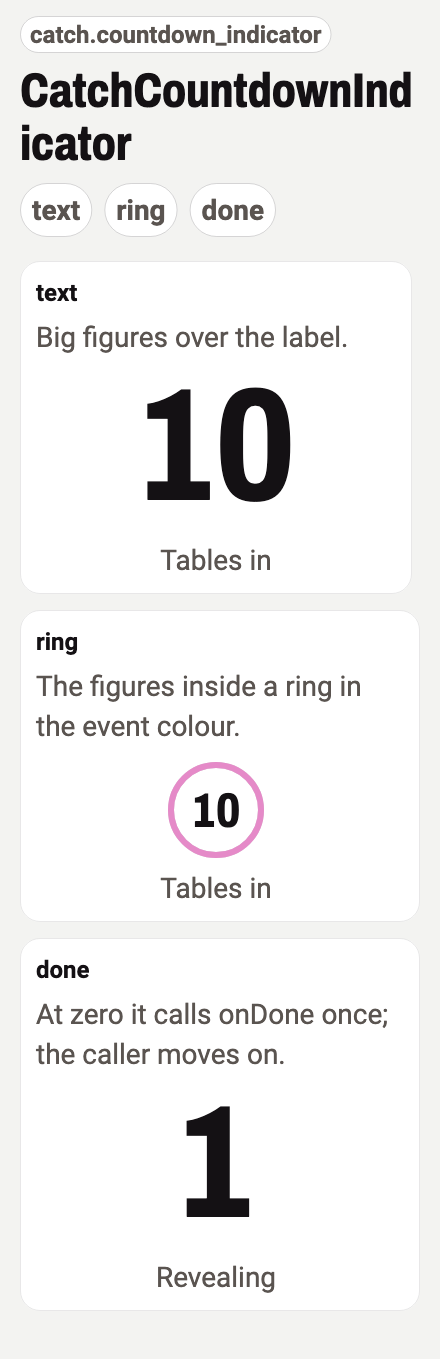 catch.countdown_indicator
CatchCountdownInd
icator
text
ring
done
text
Big figures over the label.
10
Tables in
ring
The figures inside a ring in
the event colour.
10
Tables in
done
At zero it calls onDone once;
the caller moves on.
1
Revealing